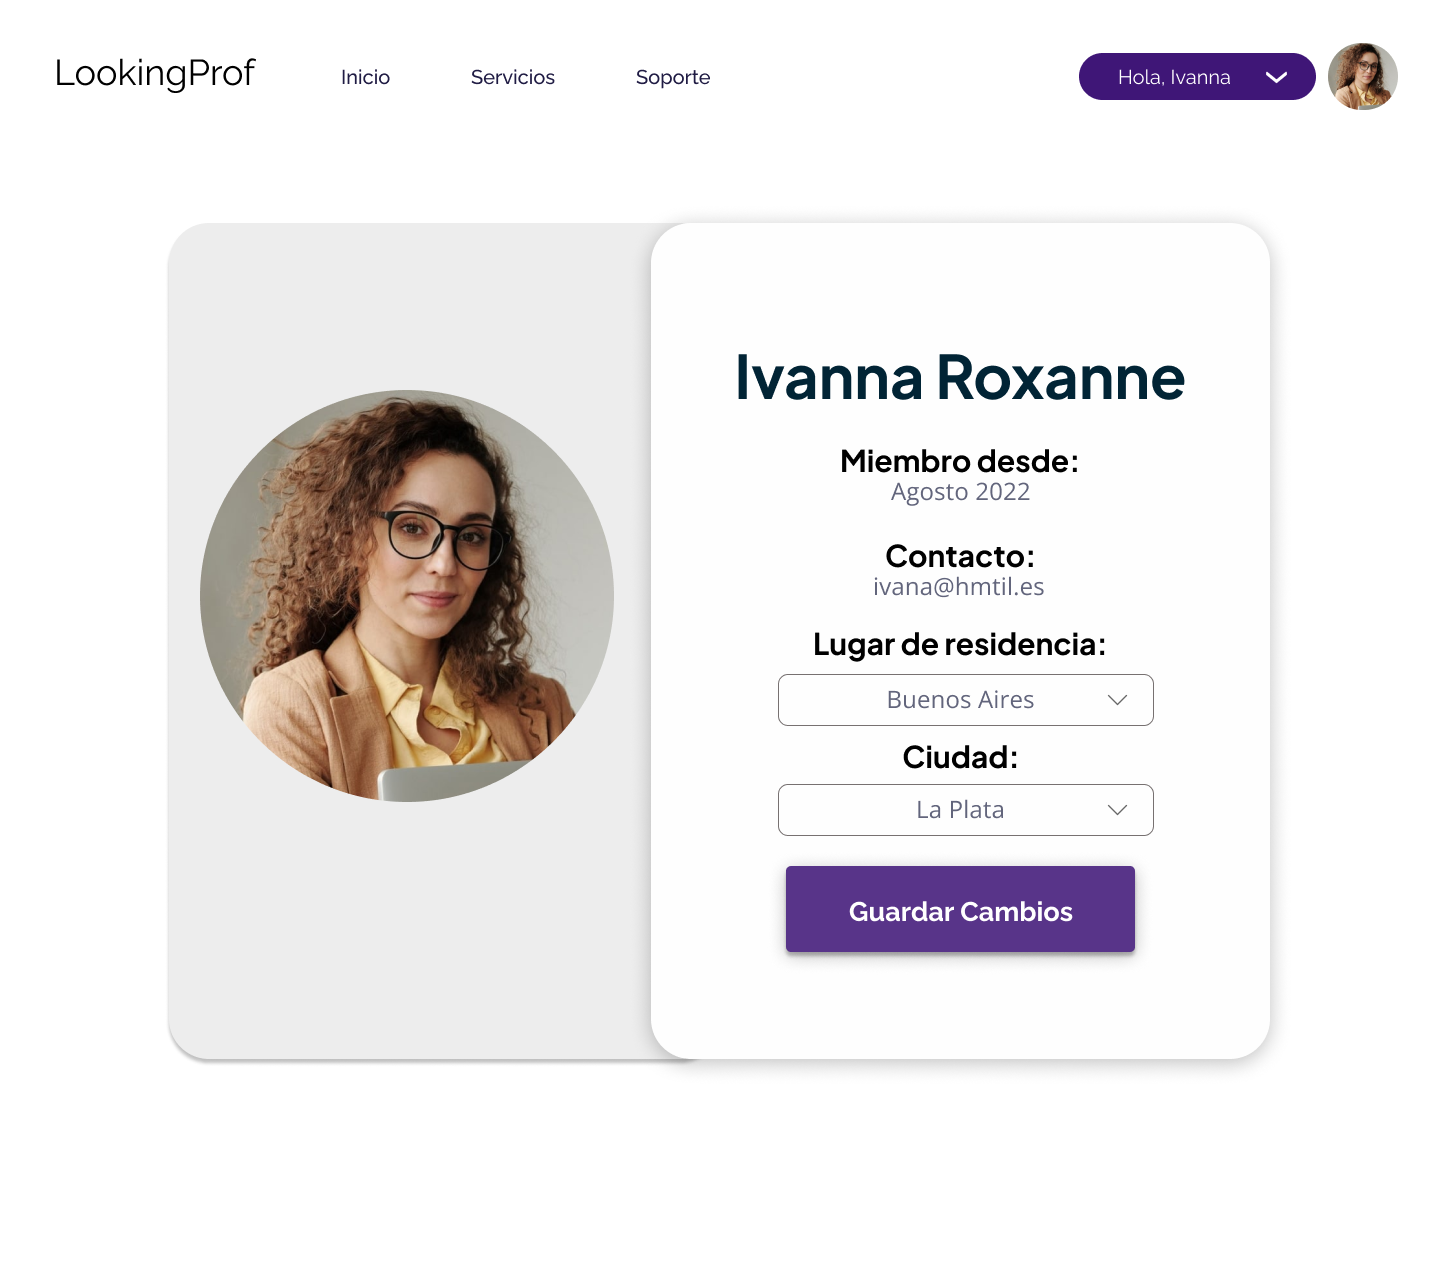 LookingProf
Inicio
Servicios
Soporte
Hola, Ivanna
Ivanna Roxanne
Miembro desde:
Agosto 2022
Contacto:
ivana@hmtil.es
Lugar de residencia:
Buenos Aires
Ciudad:
La Plata
Guardar Cambios